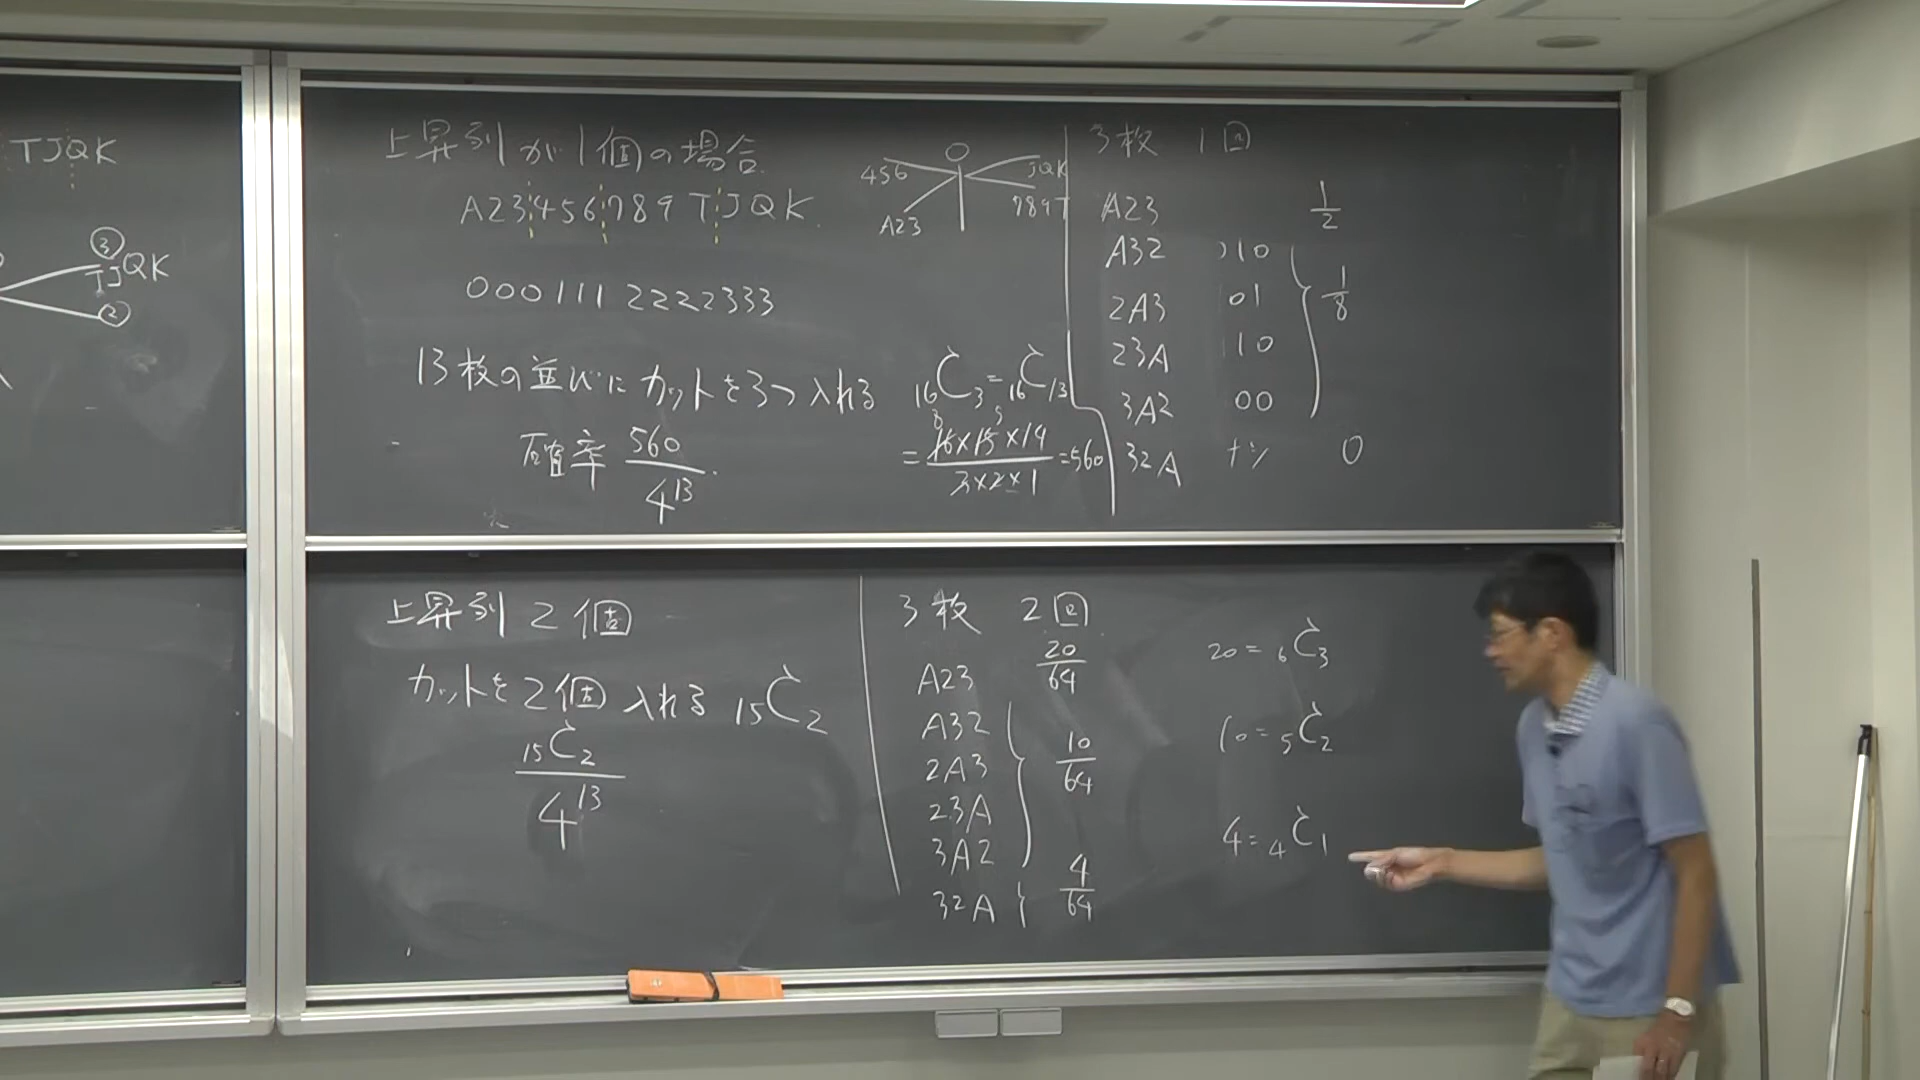 TJQK
③
TJQK
②
上昇列が1個の場合
A23456789TJQK
0001112222333
13枚の並びにカットを3つ入れる
確率 560/4^13
456
A23
JQK
789T
16C3=16C13
=16×15×14/3×2×1=560
8 5
3枚 1回
A23 1/2
A32 10
2A3 01
23A 10
3A2 00
1/8
32A ナシ 0
上昇列2個
カットを2個入れる 15C2
15C2/4^13
3枚 2回
A23 20/64
A32
2A3
23A
3A2
10/64
32A 4/64
20=6C3
10=5C2
4=4C1